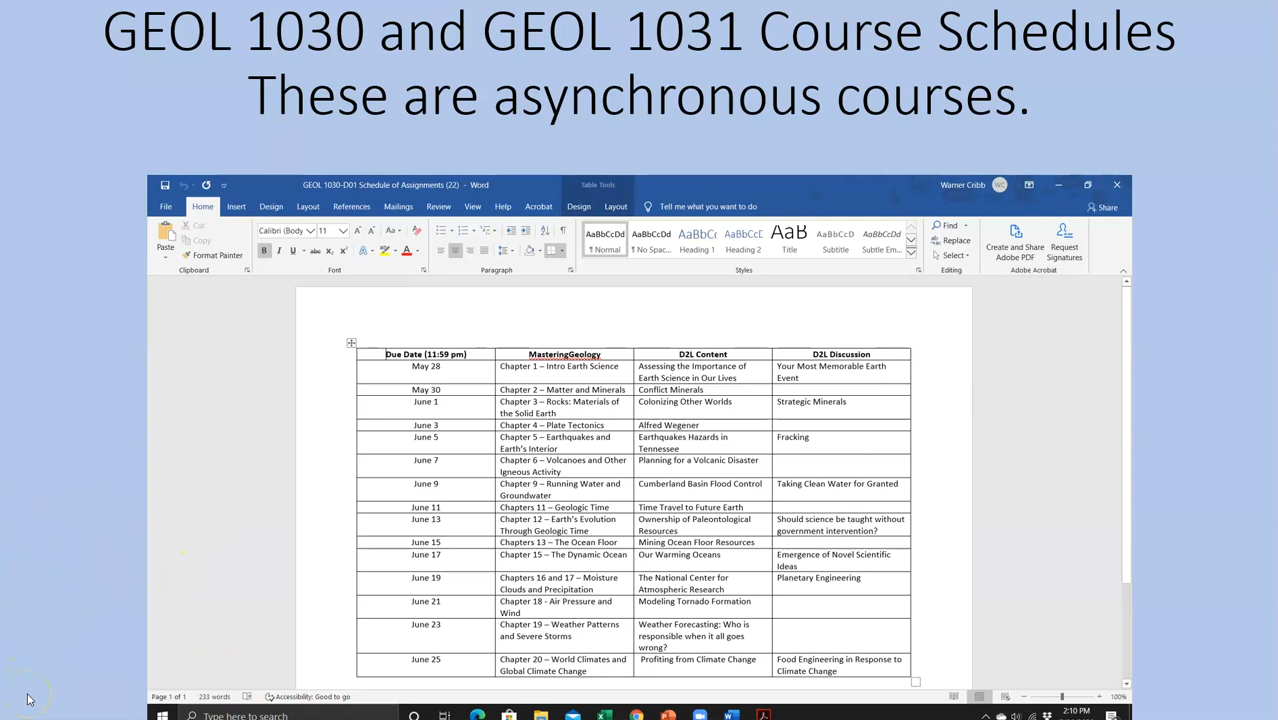 GEOL 1030 and GEOL 1031 Course Schedules
These are asynchronous courses.
GEOL 1030-D01 Schedule of Assignments (22) - Word
Table Tools
Warner Cribb
WC
File
Home
Insert
Design
Layout
References
Mailings
Review
View
Help
Acrobat
Design
Layout
Tell me what you want to do
Share
Paste
Cut
Copy
Format Painter
Clipboard
Calibri (Body
11
Font
Paragraph
AaBbCcDd
¶ Normal
AaBbCcDd
¶ No Spac...
AaBbCc
Heading 1
AaBbCcD
Heading 2
AaB
Title
AaBbCcD
Subtitle
AaBbCcDd
Subtle Em...
Styles
Find
Replace
Select
Editing
Create and Share
Adobe PDF
Request
Signatures
Adobe Acrobat
Due Date (11:59 pm) MasteringGeology D2L Content D2L Discussion
May 28 Chapter 1 – Intro Earth Science Assessing the Importance of Your Most Memorable Earth
Earth Science in Our Lives Event
May 30 Chapter 2 – Matter and Minerals Conflict Minerals
June 1 Chapter 3 – Rocks: Materials of Colonizing Other Worlds Strategic Minerals
the Solid Earth
June 3 Chapter 4 – Plate Tectonics Alfred Wegener
June 5 Chapter 5 – Earthquakes and Earthquakes Hazards in Fracking
Earth's Interior Tennessee
June 7 Chapter 6 – Volcanoes and Other Planning for a Volcanic Disaster
Igneous Activity
June 9 Chapter 9 – Running Water and Cumberland Basin Flood Control Taking Clean Water for Granted
Groundwater
June 11 Chapters 11 – Geologic Time Time Travel to Future Earth
June 13 Chapter 12 – Earth's Evolution Ownership of Paleontological Should science be taught without
Through Geologic Time Resources government intervention?
June 15 Chapters 13 – The Ocean Floor Mining Ocean Floor Resources
June 17 Chapter 15 – The Dynamic Ocean Our Warming Oceans Emergence of Novel Scientific
Ideas
June 19 Chapters 16 and 17 – Moisture The National Center for Planetary Engineering
Clouds and Precipitation Atmospheric Research
June 21 Chapter 18 - Air Pressure and Modeling Tornado Formation
Wind
June 23 Chapter 19 – Weather Patterns Weather Forecasting: Who is
and Severe Storms responsible when it all goes
wrong?
June 25 Chapter 20 – World Climates and Profiting from Climate Change Food Engineering in Response to
Global Climate Change Climate Change
Page 1 of 1 233 words Accessibility: Good to go 100%
Type here to search
2:10 PM